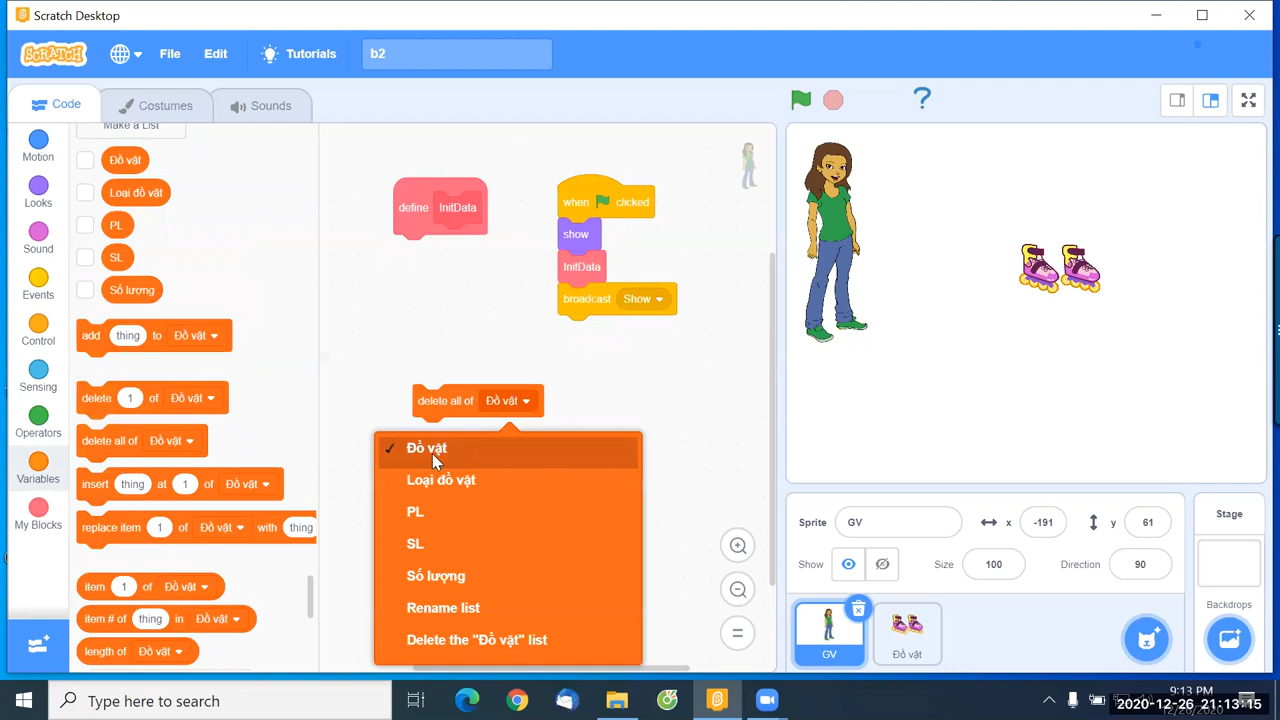 Scratch Desktop
SCRATCH
File
Edit
Tutorials
b2
Code
Costumes
Sounds
Motion
Looks
Sound
Events
Control
Sensing
Operators
Variables
My Blocks
Make a List
Đồ vật
Loại đồ vật
PL
SL
Số lượng
add thing to Đồ vật
delete 1 of Đồ vật
delete all of Đồ vật
insert thing at 1 of Đồ vật
replace item 1 of Đồ vật with thing
item 1 of Đồ vật
item # of thing in Đồ vật
length of Đồ vật
define InitData
when clicked
show
InitData
broadcast Show
delete all of Đồ vật
✓ Đồ vật
Loại đồ vật
PL
SL
Số lượng
Rename list
Delete the "Đồ vật" list
Sprite GV x -191 y 61
Show Size 100 Direction 90
GV
Đồ vật
Stage
Backdrops
Type here to search
9:13 PM
2020-12-26 21:13:15